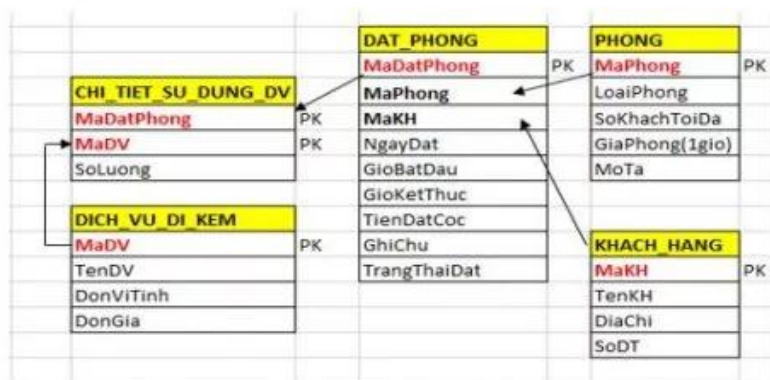 DAT_PHONG
MaDatPhong PK
MaPhong
MaKH
NgayDat
GioBatDau
GioKetThuc
TienDatCoc
GhiChu
TrangThaiDat
PHONG
MaPhong PK
LoaiPhong
SoKhachToiDa
GiaPhong(1gio)
MoTa
CHI_TIET_SU_DUNG_DV
MaDatPhong PK
MaDV PK
SoLuong
DICH_VU_DI_KEM
MaDV PK
TenDV
DonViTinh
DonGia
KHACH_HANG
MaKH PK
TenKH
DiaChi
SoDT